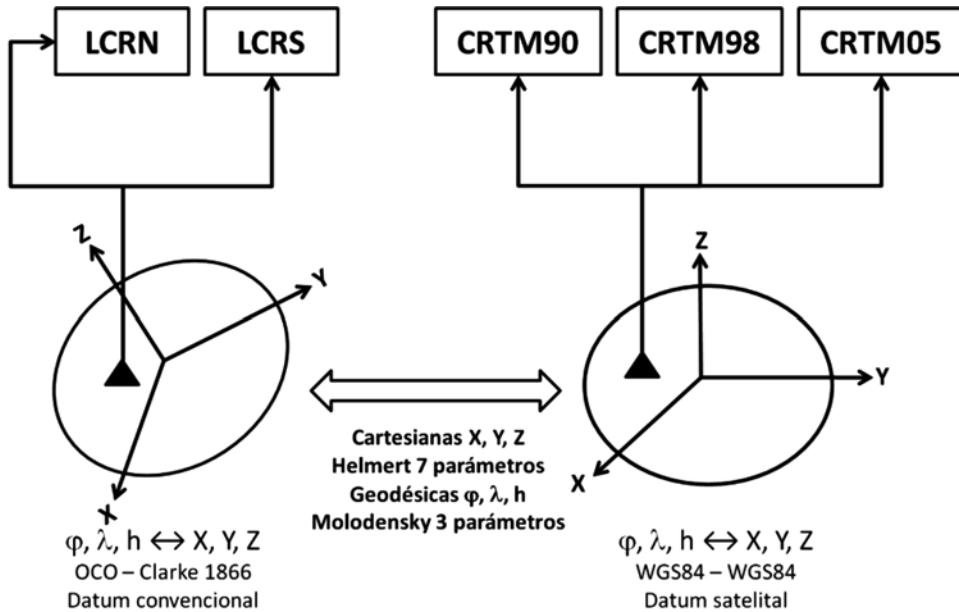 LCRN
LCRS
CRTM90
CRTM98
CRTM05
Z
Y
X
Z
Y
X
Cartesianas X, Y, Z
Helmert 7 parámetros
Geodésicas φ, λ, h
Molodensky 3 parámetros
φ, λ, h ↔ X, Y, Z
OCO – Clarke 1866
Datum convencional
φ, λ, h ↔ X, Y, Z
WGS84 – WGS84
Datum satelital